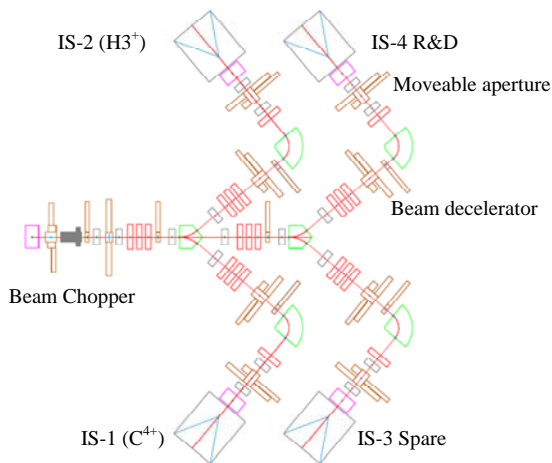 IS-2 (H3⁺)
IS-4 R&D
Moveable aperture
Beam decelerator
Beam Chopper
IS-1 (C⁴⁺)
IS-3 Spare